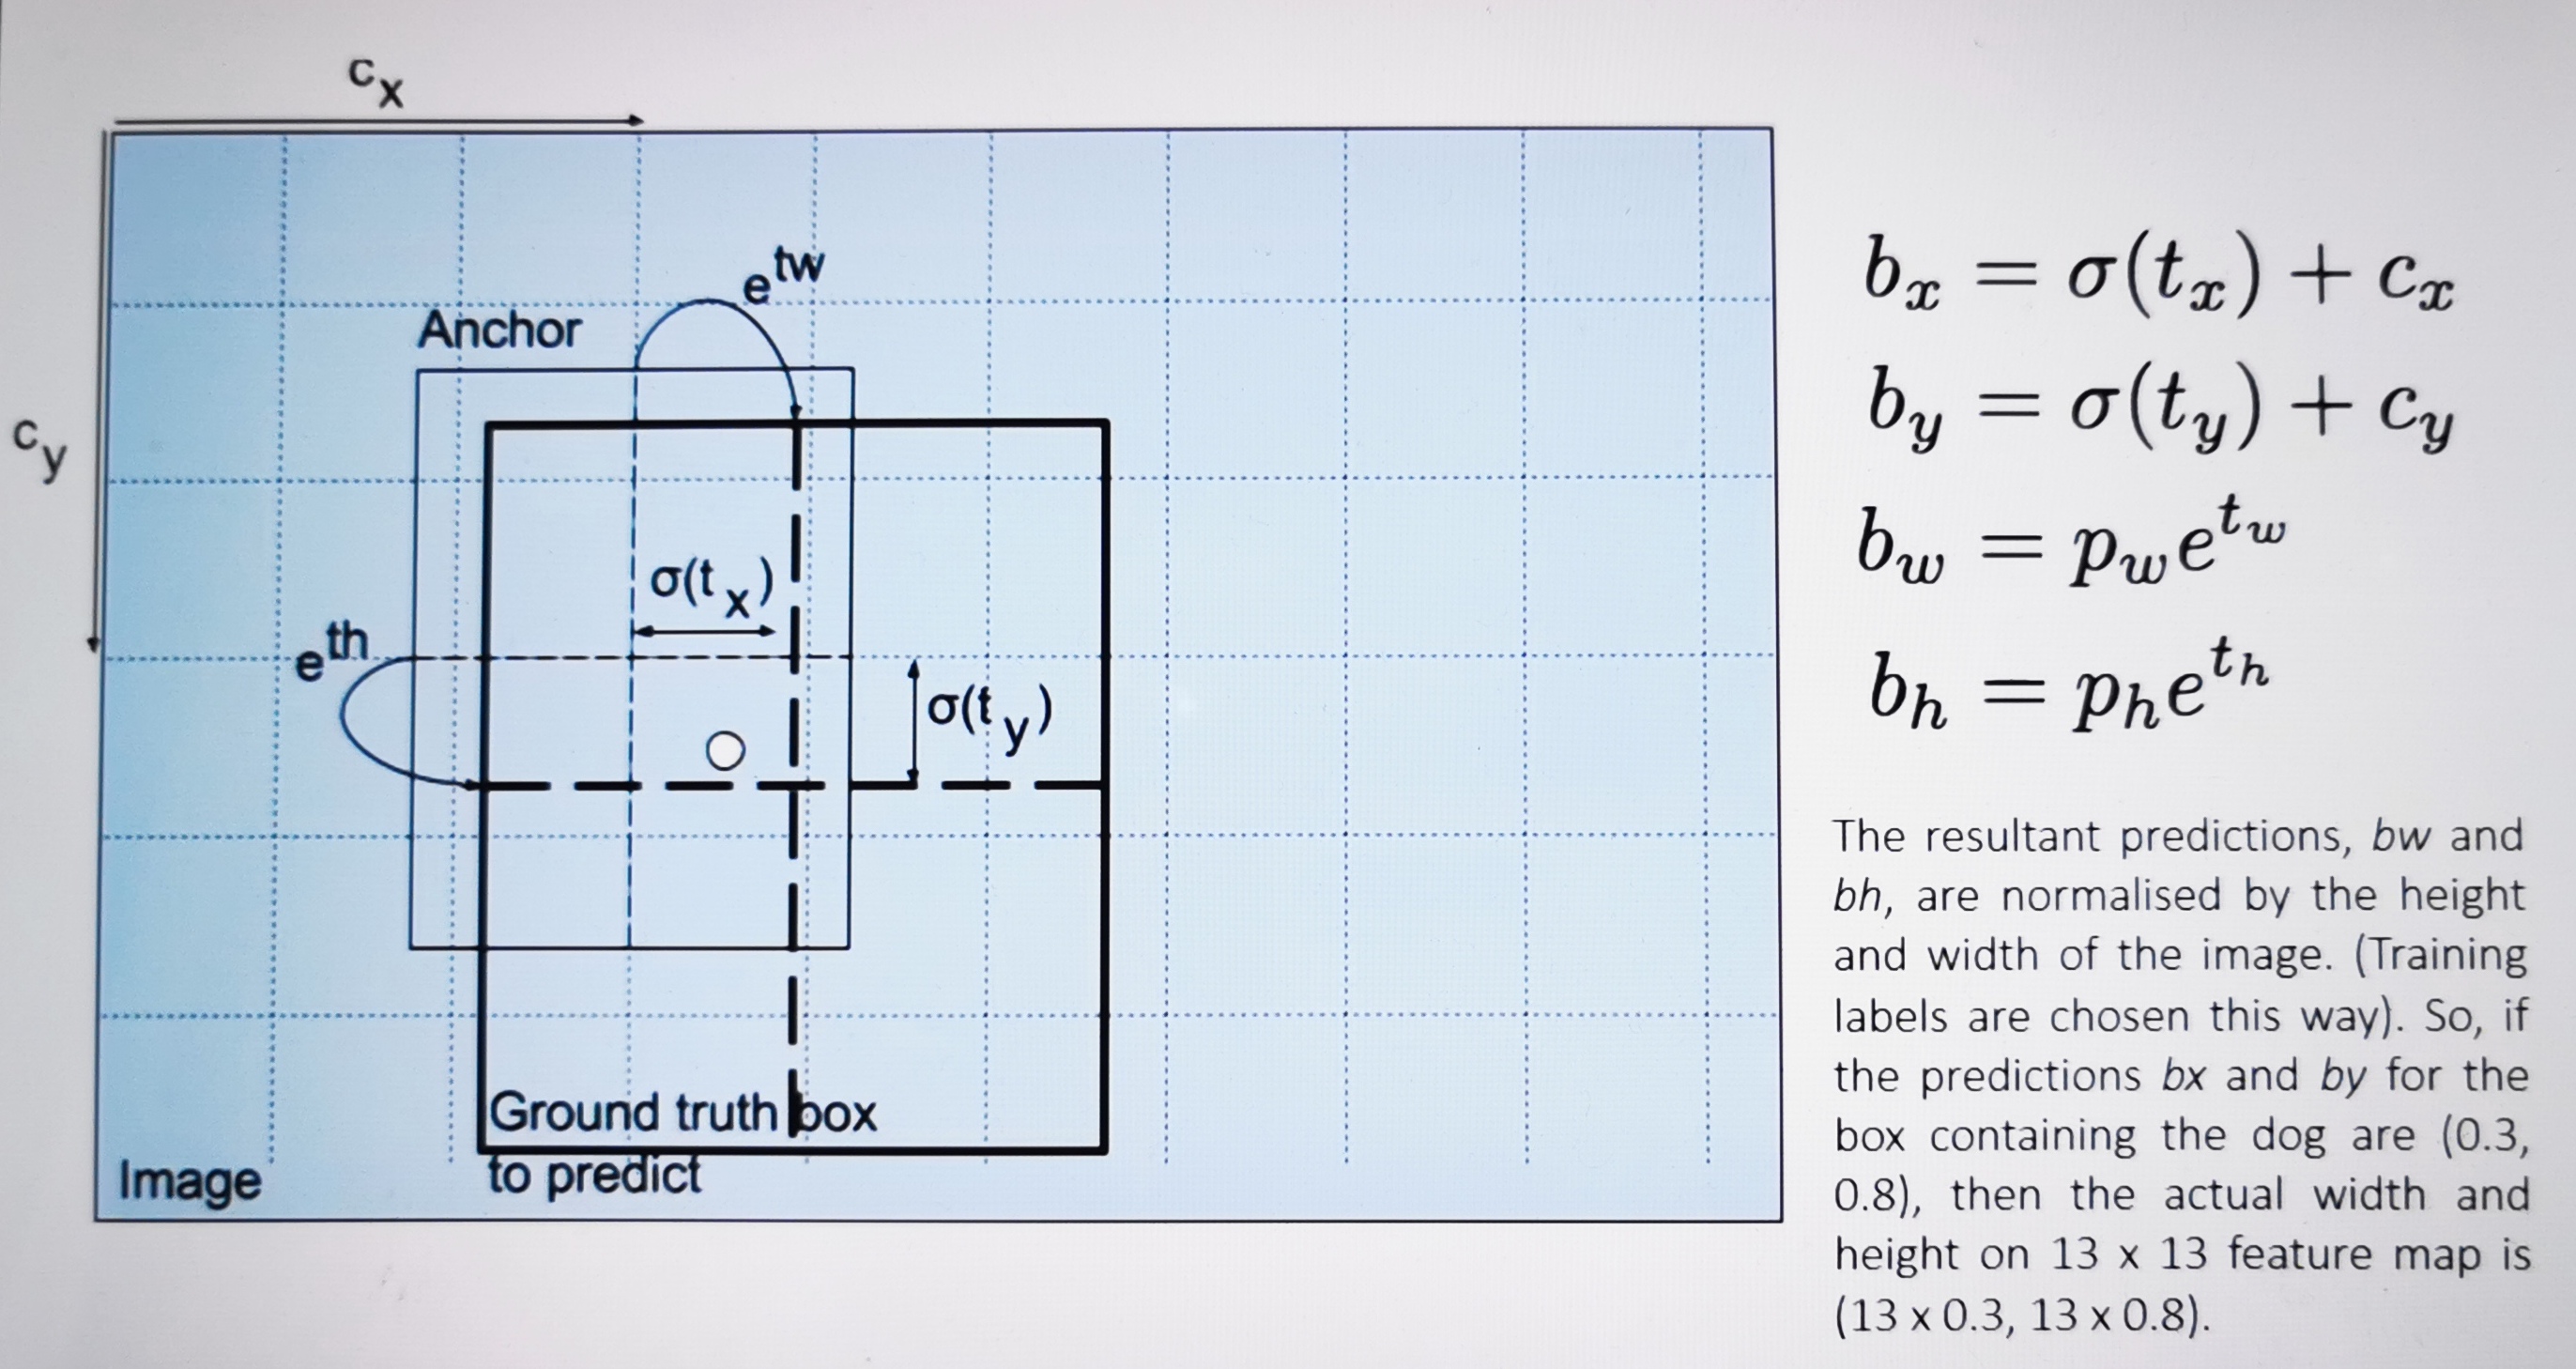 c_x
c_y
e^tw
Anchor
σ(t_x)
e^th
σ(t_y)
Ground truth box
to predict
Image
b_x = σ(t_x) + c_x
b_y = σ(t_y) + c_y
b_w = p_w e^{t_w}
b_h = p_h e^{t_h}
The resultant predictions, bw and
bh, are normalised by the height
and width of the image. (Training
labels are chosen this way). So, if
the predictions bx and by for the
box containing the dog are (0.3,
0.8), then the actual width and
height on 13 x 13 feature map is
(13 x 0.3, 13 x 0.8).